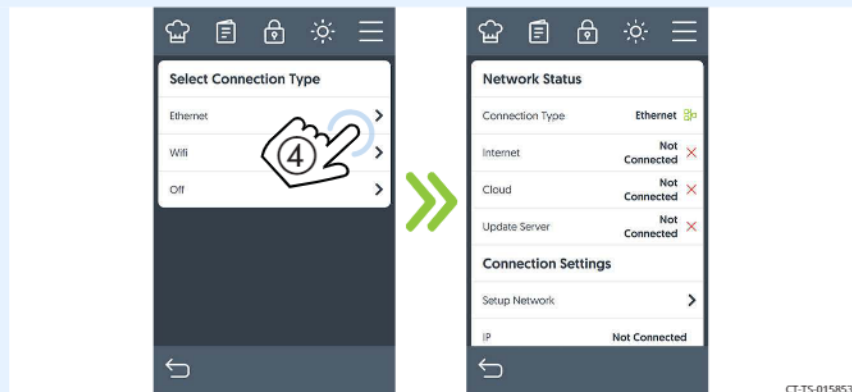 Select Connection Type
Ethernet
Wifi
Off
4
Network Status
Connection Type Ethernet
Internet Not Connected
Cloud Not Connected
Update Server Not Connected
Connection Settings
Setup Network
IP Not Connected
CT-TS-015853